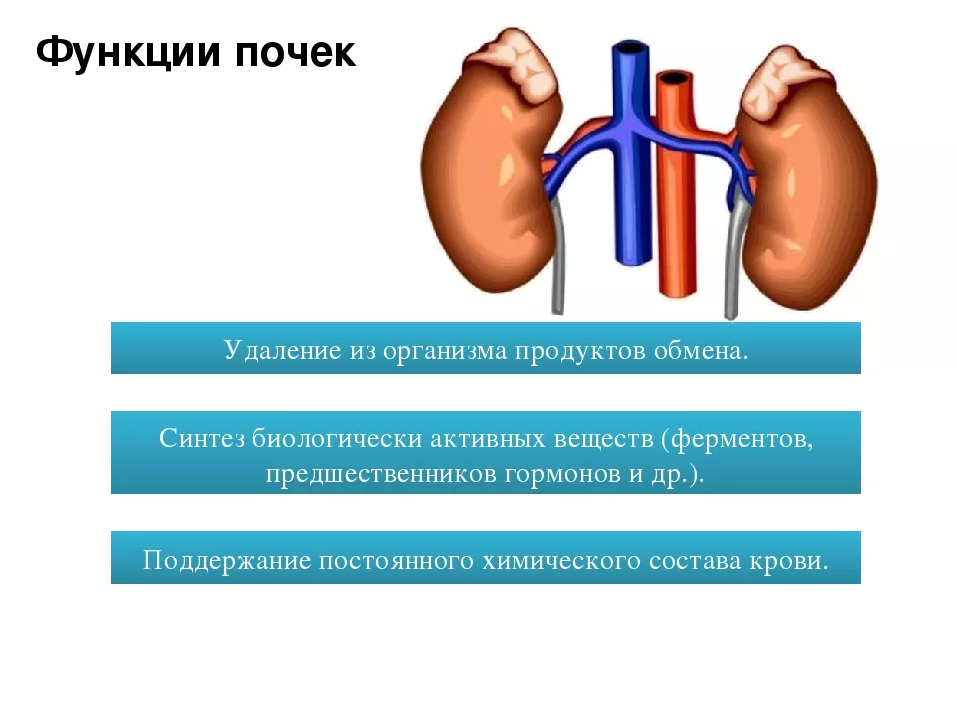 Функции почек
Удаление из организма продуктов обмена.
Синтез биологически активных веществ (ферментов,
предшественников гормонов и др.).
Поддержание постоянного химического состава крови.